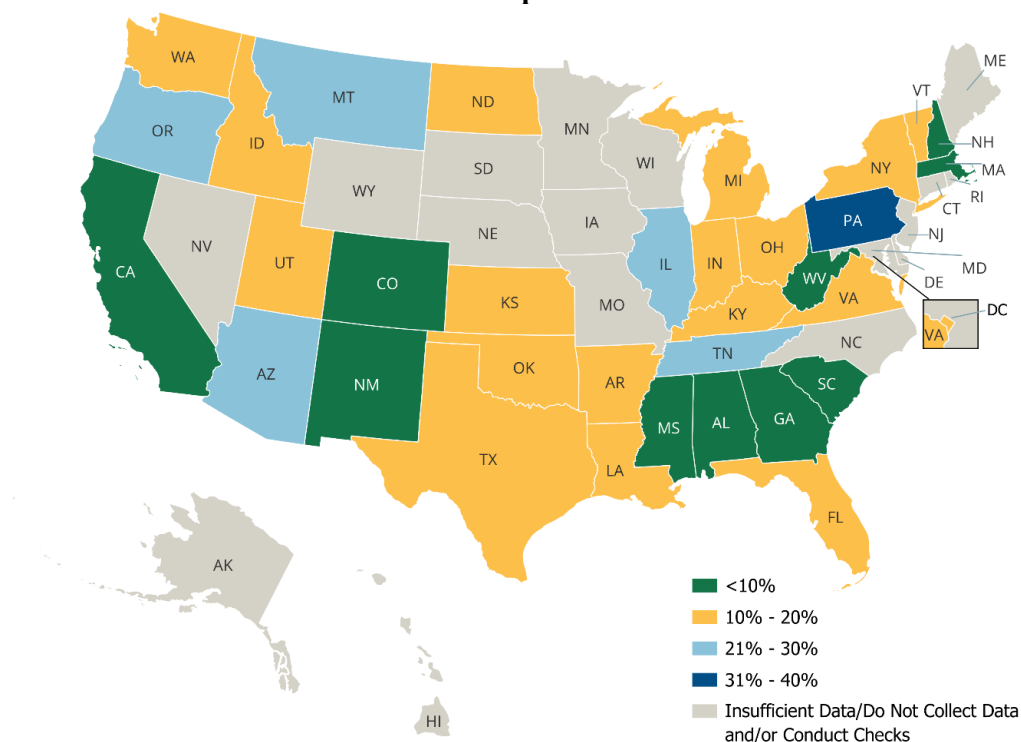 WA
MT
ND
MN
ME
VT
OR
ID
SD
WI
MI
NY
NH
MA
RI
CT
WY
IA
NE
PA
NJ
NV
UT
CO
IL
IN
OH
MD
DE
CA
KS
MO
WV
VA
KY
DC
VA
AZ
NM
OK
TN
NC
AR
SC
MS
AL
GA
TX
LA
FL
AK
HI
<10%
10% - 20%
21% - 30%
31% - 40%
Insufficient Data/Do Not Collect Data
and/or Conduct Checks